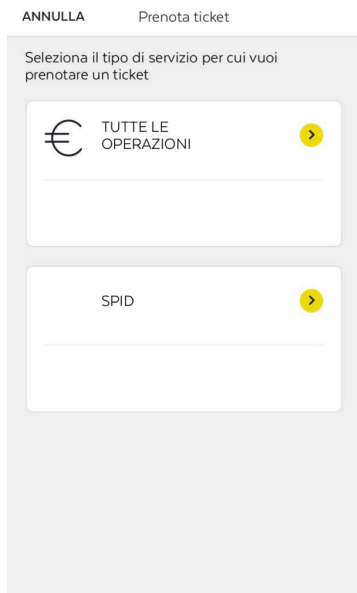 ANNULLA Prenota ticket
Seleziona il tipo di servizio per cui vuoi
prenotare un ticket
TUTTE LE
OPERAZIONI
SPID